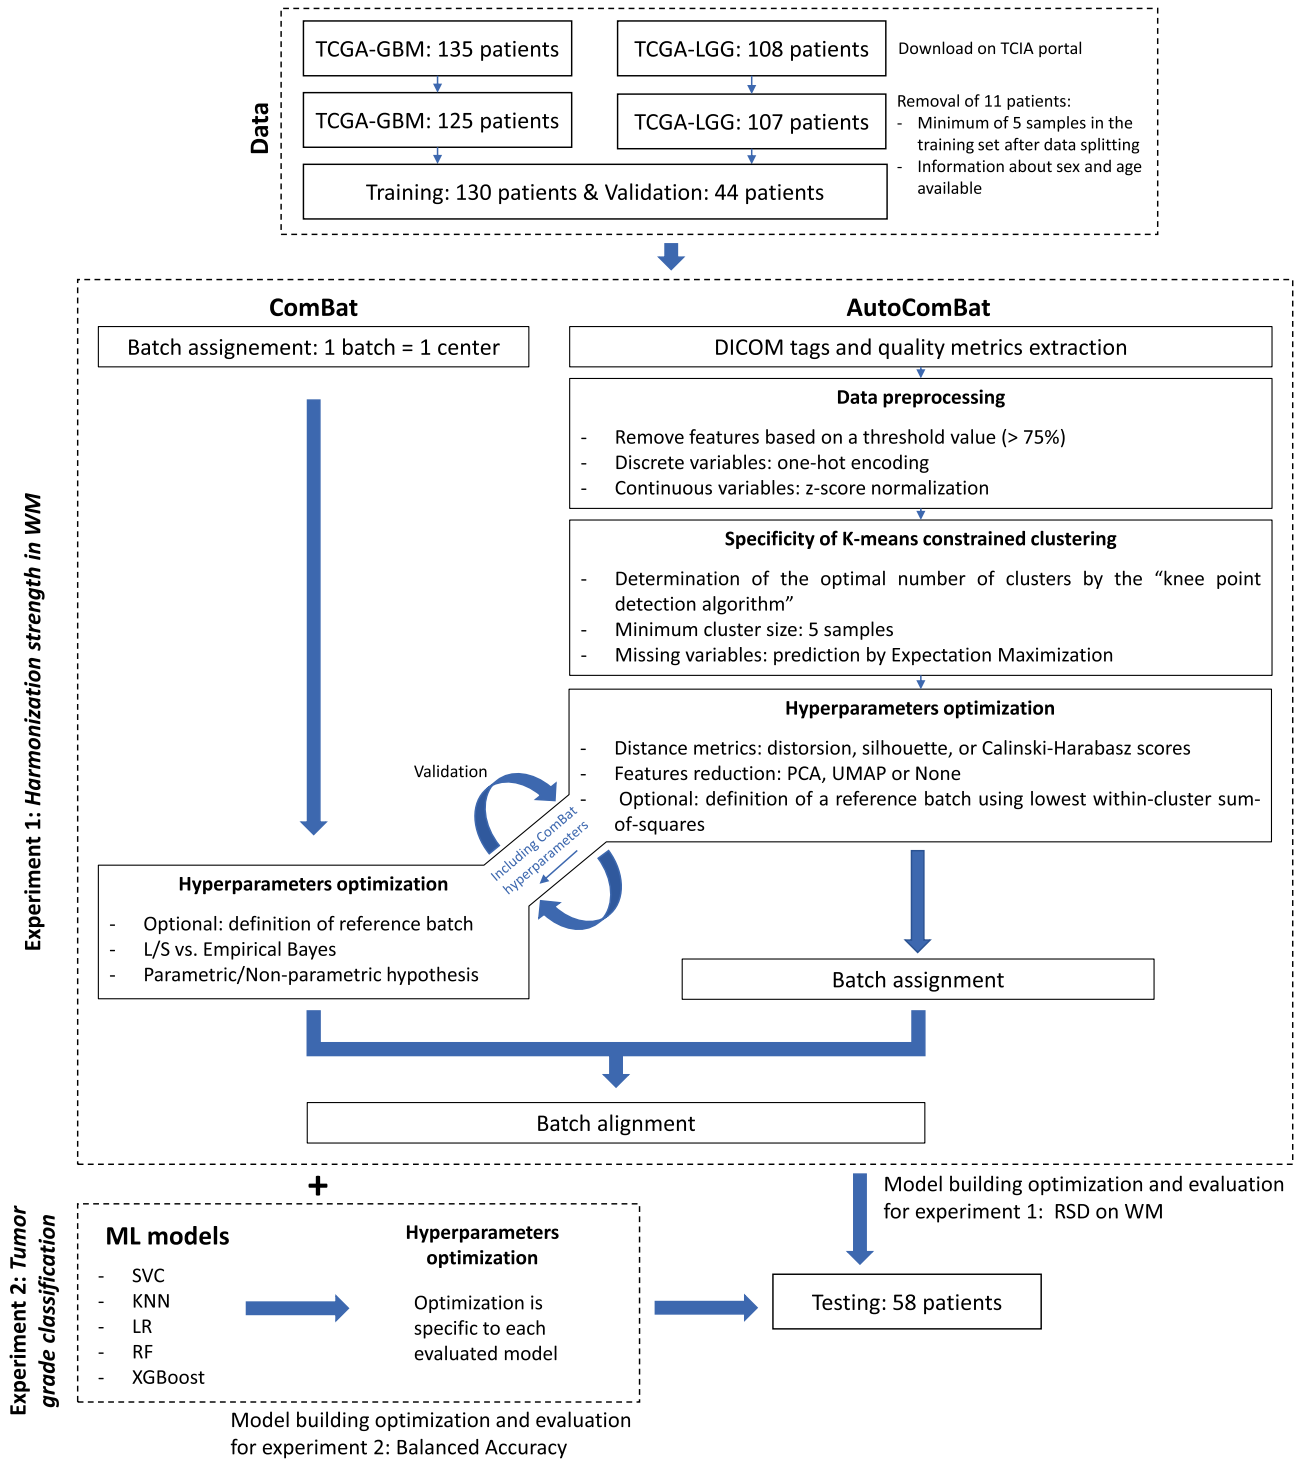 Data
TCGA-GBM: 135 patients
TCGA-LGG: 108 patients
Download on TCIA portal
TCGA-GBM: 125 patients
TCGA-LGG: 107 patients
Removal of 11 patients:
- Minimum of 5 samples in the
training set after data splitting
- Information about sex and age
available
Training: 130 patients & Validation: 44 patients
Experiment 1: Harmonization strength in WM
ComBat
Batch assignement: 1 batch = 1 center
AutoComBat
DICOM tags and quality metrics extraction
Data preprocessing
- Remove features based on a threshold value (> 75%)
- Discrete variables: one-hot encoding
- Continuous variables: z-score normalization
Specificity of K-means constrained clustering
- Determination of the optimal number of clusters by the “knee point
detection algorithm”
- Minimum cluster size: 5 samples
- Missing variables: prediction by Expectation Maximization
Hyperparameters optimization
- Distance metrics: distorsion, silhouette, or Calinski-Harabasz scores
- Features reduction: PCA, UMAP or None
- Optional: definition of a reference batch using lowest within-cluster sum-
of-squares
Validation
Including ComBat
hyperparameters
Hyperparameters optimization
- Optional: definition of reference batch
- L/S vs. Empirical Bayes
- Parametric/Non-parametric hypothesis
Batch assignment
Batch alignment
+
Model building optimization and evaluation
for experiment 1: RSD on WM
Experiment 2: Tumor
grade classification
ML models
- SVC
- KNN
- LR
- RF
- XGBoost
Hyperparameters
optimization
Optimization is
specific to each
evaluated model
Testing: 58 patients
Model building optimization and evaluation
for experiment 2: Balanced Accuracy